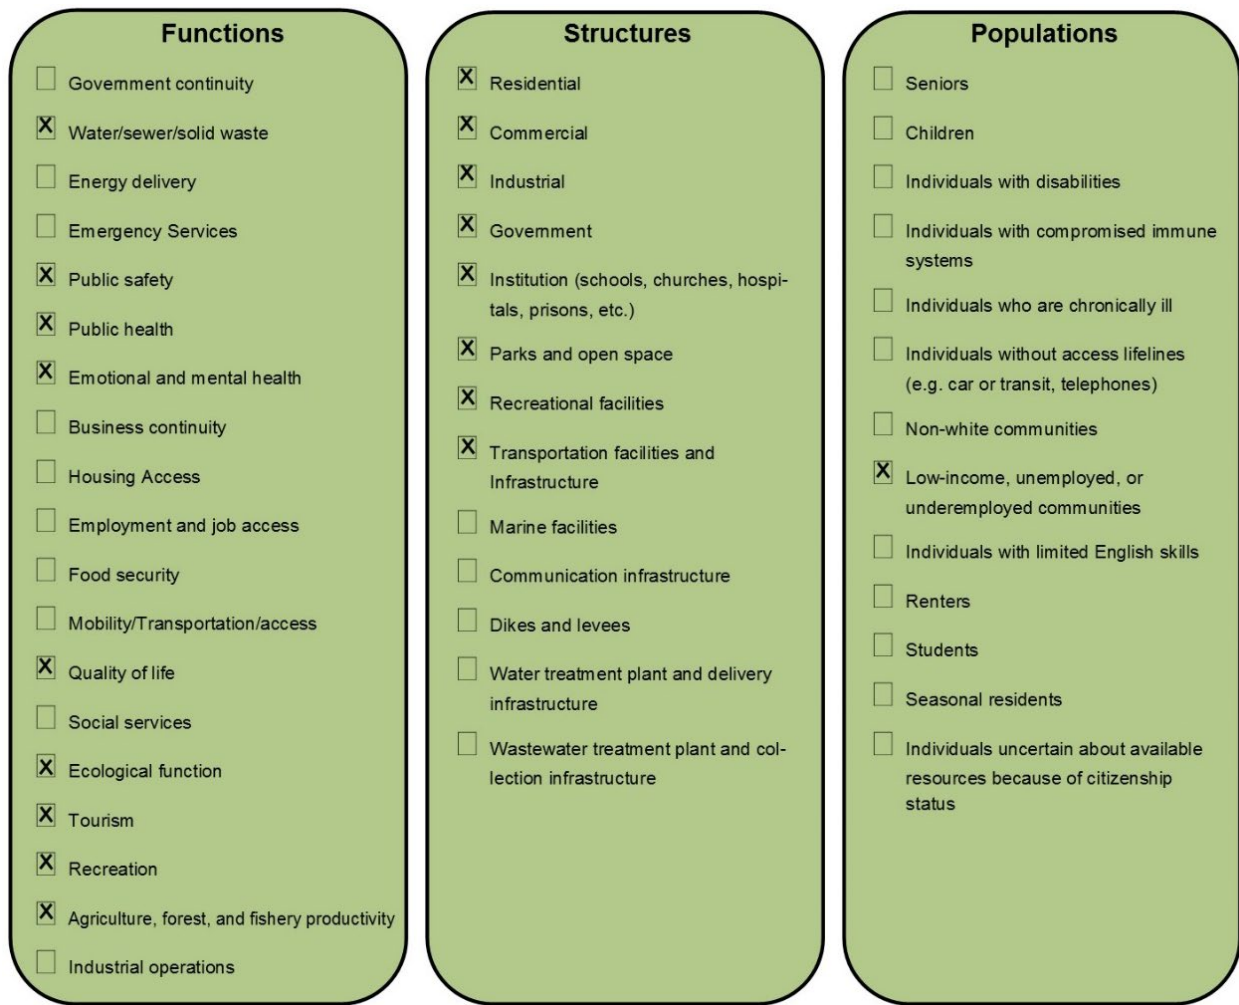 Functions
Government continuity
X Water/sewer/solid waste
Energy delivery
Emergency Services
X Public safety
X Public health
X Emotional and mental health
Business continuity
Housing Access
Employment and job access
Food security
Mobility/Transportation/access
X Quality of life
Social services
X Ecological function
X Tourism
X Recreation
X Agriculture, forest, and fishery productivity
Industrial operations
Structures
X Residential
X Commercial
X Industrial
X Government
X Institution (schools, churches, hospi-
tals, prisons, etc.)
X Parks and open space
X Recreational facilities
X Transportation facilities and
Infrastructure
Marine facilities
Communication infrastructure
Dikes and levees
Water treatment plant and delivery
infrastructure
Wastewater treatment plant and col-
lection infrastructure
Populations
Seniors
Children
Individuals with disabilities
Individuals with compromised immune
systems
Individuals who are chronically ill
Individuals without access lifelines
(e.g. car or transit, telephones)
Non-white communities
X Low-income, unemployed, or
underemployed communities
Individuals with limited English skills
Renters
Students
Seasonal residents
Individuals uncertain about available
resources because of citizenship
status